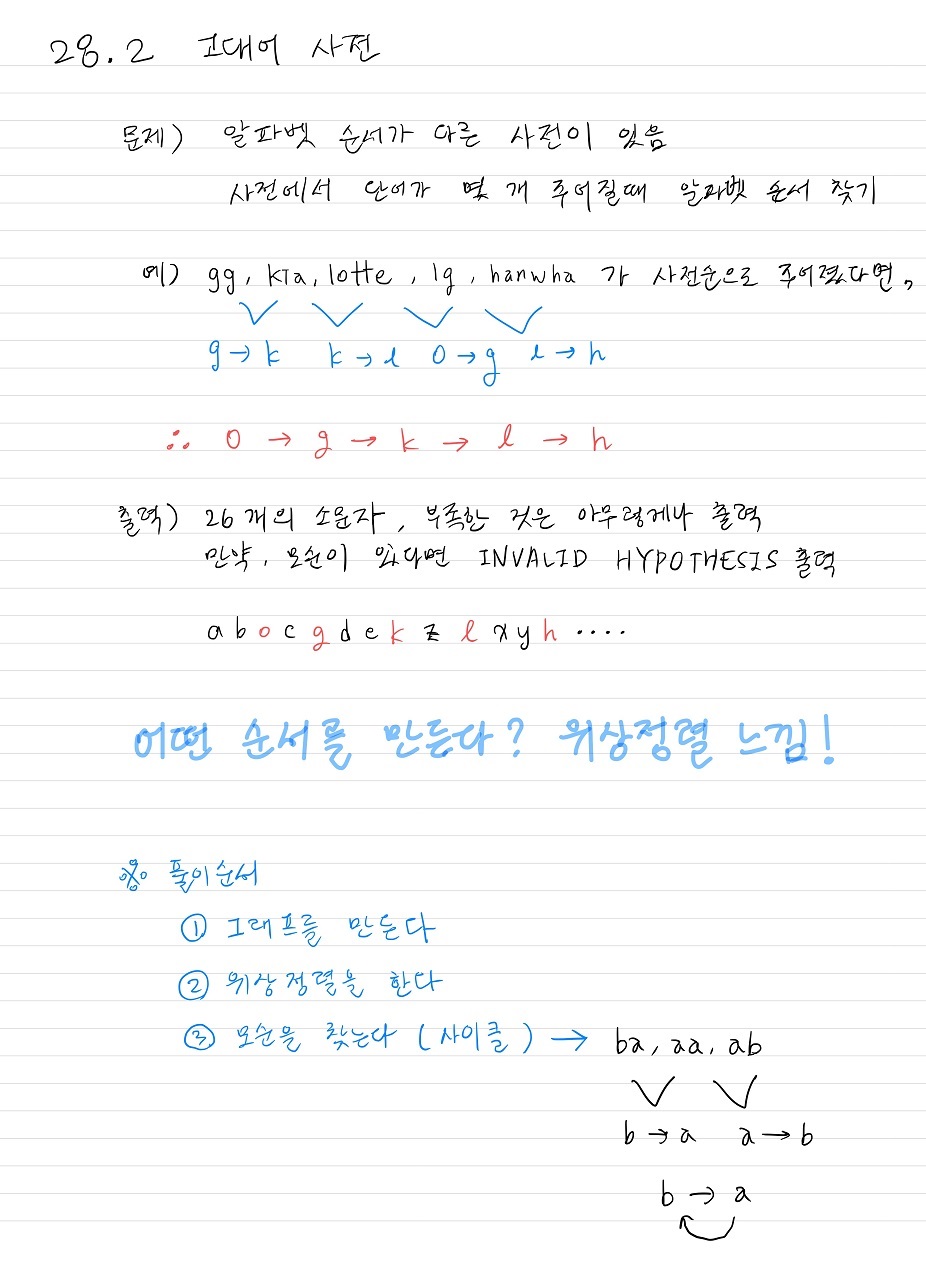 28.2 고대어 사전
문제) 알파벳 순서가 다른 사전이 있음
사전에서 단어가 몇 개 주어질때 알파벳 순서 찾기
예) gg, kia, lotte, lg, hanwha 가 사전순으로 주어졌다면,
g → k k → l o → g l → h
∴ o → g → k → l → h
출력) 26개의 소문자, 부족한 것은 아무렇게나 출력
만약, 모순이 있다면 INVALID HYPOTHESIS 출력
a b o c g d e k z l x y h ····
어떤 순서를 만든다? 위상정렬 느낌!
※ 풀이순서
① 그래프를 만든다
② 위상정렬을 한다
③ 모순을 찾는다 (사이클) → ba, aa, ab
b → a a → b
b → a